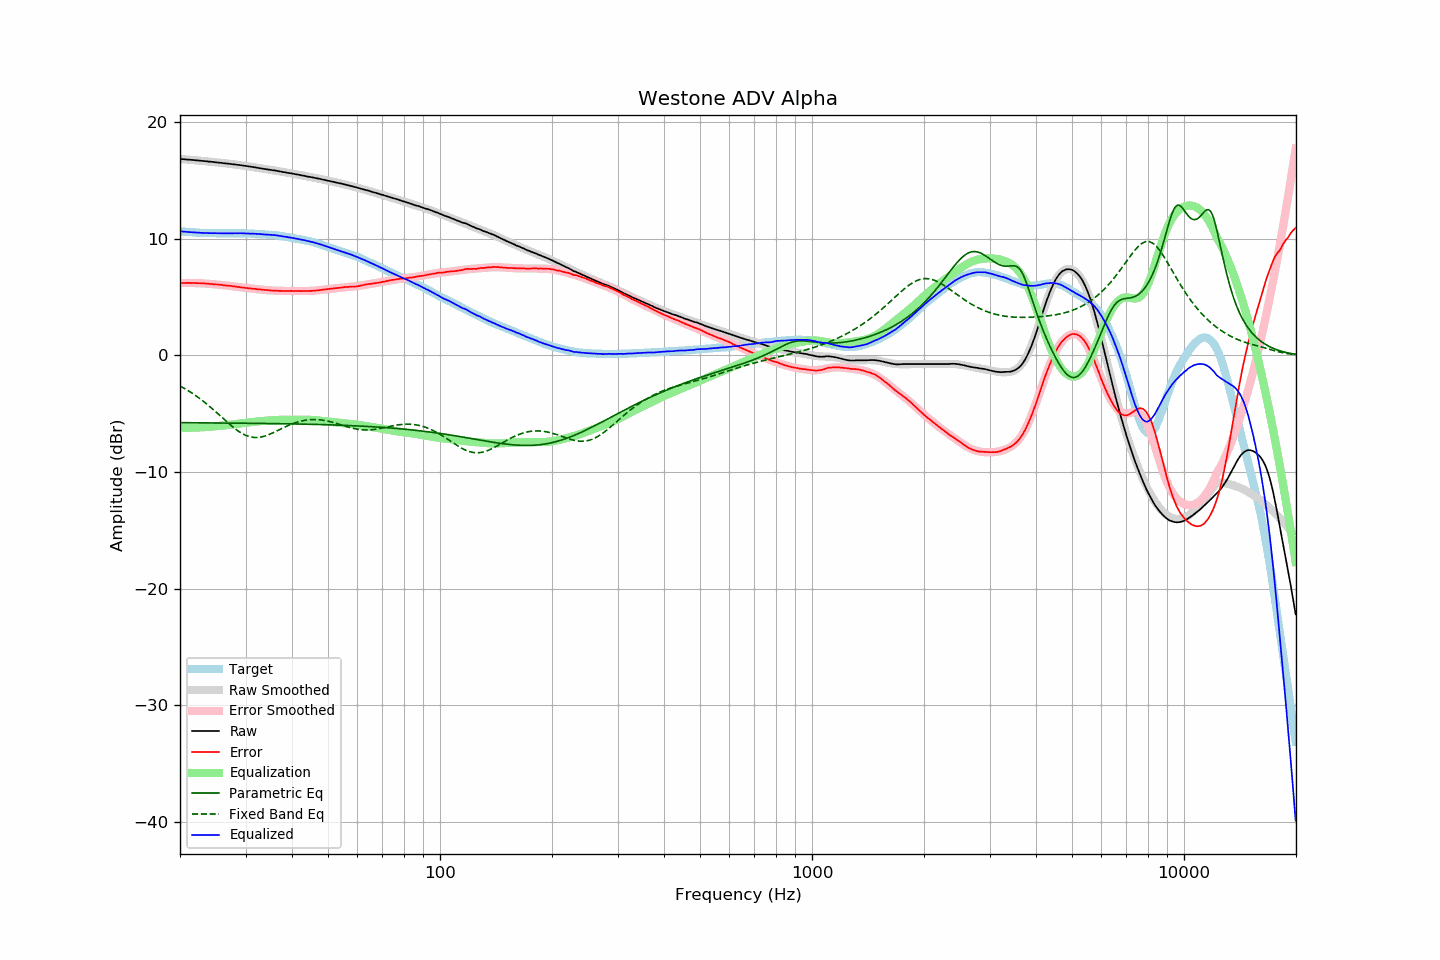 Westone ADV Alpha
20
10
0
−10
−20
−30
−40
Amplitude (dBr)
Target
Raw Smoothed
Error Smoothed
Raw
Error
Equalization
Parametric Eq
Fixed Band Eq
Equalized
100
1000
10000
Frequency (Hz)